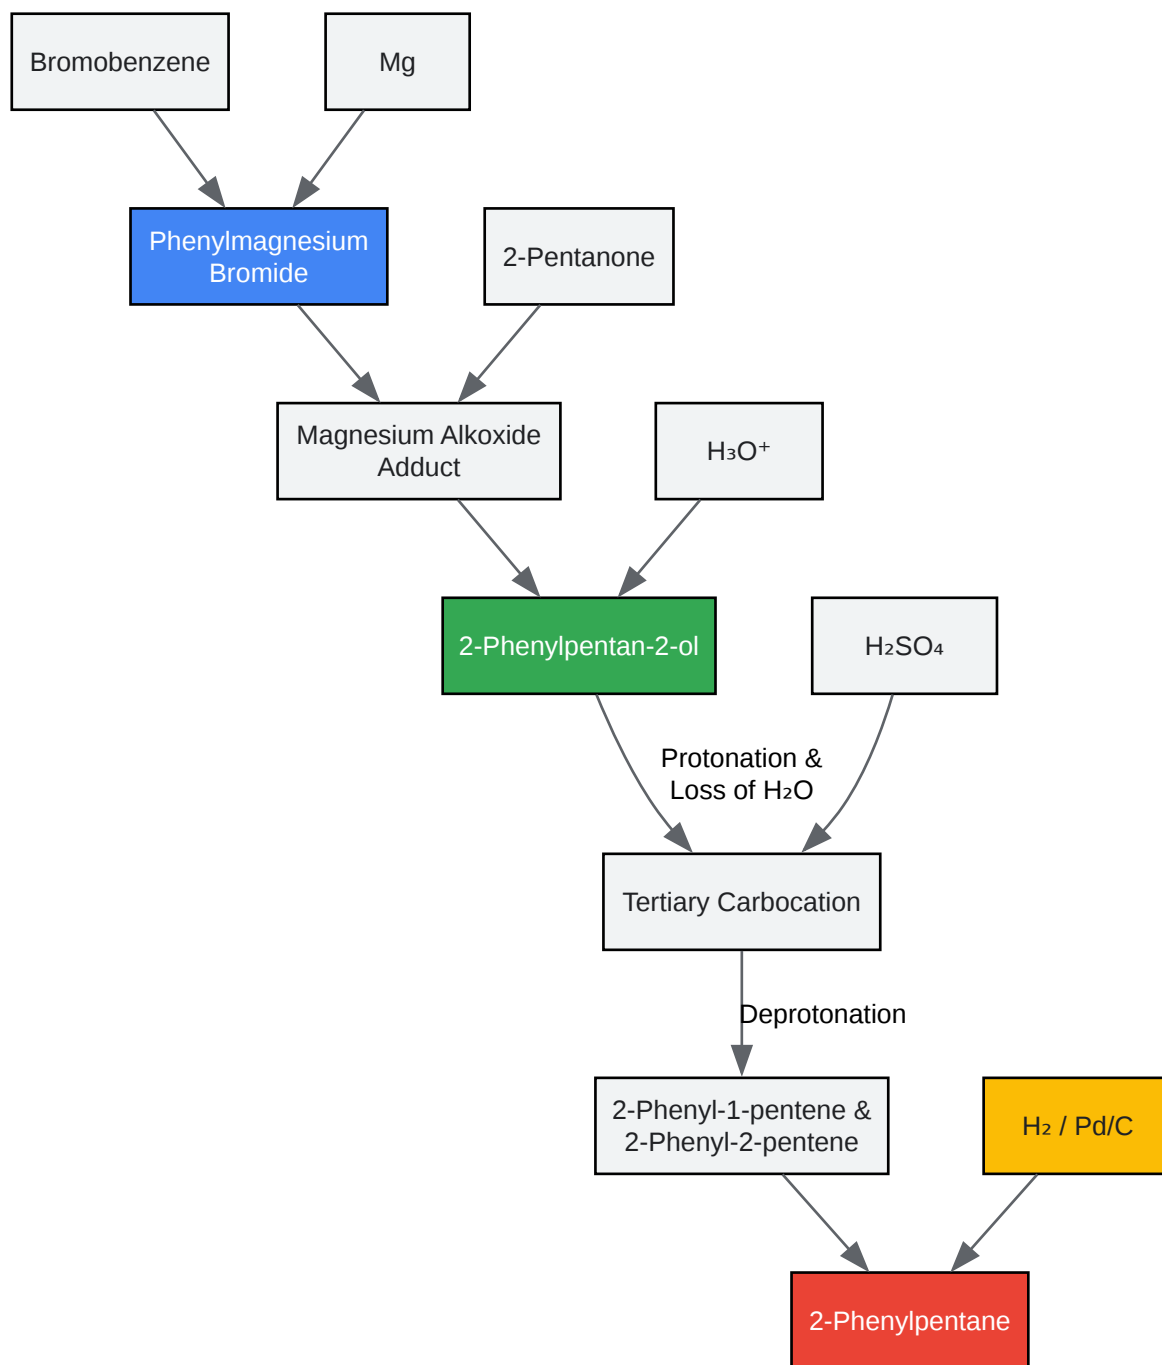 Bromobenzene
Mg
Phenylmagnesium
Bromide
2-Pentanone
Magnesium Alkoxide
Adduct
H₃O⁺
2-Phenylpentan-2-ol
H₂SO₄
Protonation &
Loss of H₂O
Tertiary Carbocation
Deprotonation
2-Phenyl-1-pentene &
2-Phenyl-2-pentene
H₂ / Pd/C
2-Phenylpentane